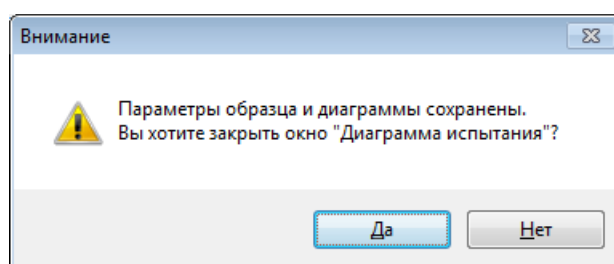 Внимание
Параметры образца и диаграммы сохранены.
Вы хотите закрыть окно "Диаграмма испытания"?
Да
Нет